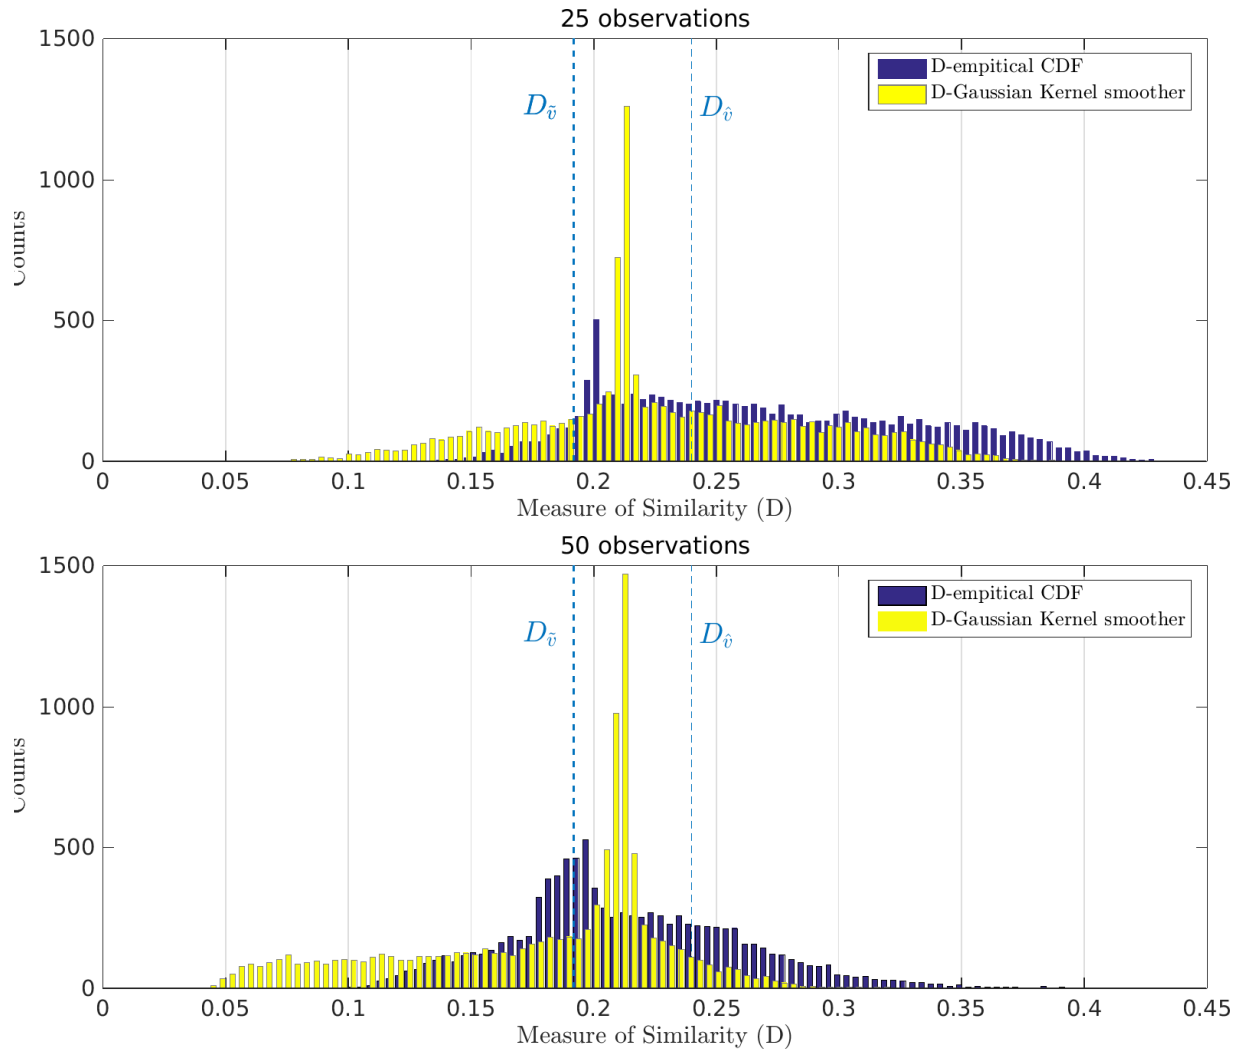 25 observations
1500
1000
500
0
Counts
D-empitical CDF
D-Gaussian Kernel smoother
D_ṽ
D_v̂
0 0.05 0.1 0.15 0.2 0.25 0.3 0.35 0.4 0.45
Measure of Similarity (D)
50 observations
1500
1000
500
0
Counts
D-empitical CDF
D-Gaussian Kernel smoother
D_ṽ
D_v̂
0 0.05 0.1 0.15 0.2 0.25 0.3 0.35 0.4 0.45
Measure of Similarity (D)